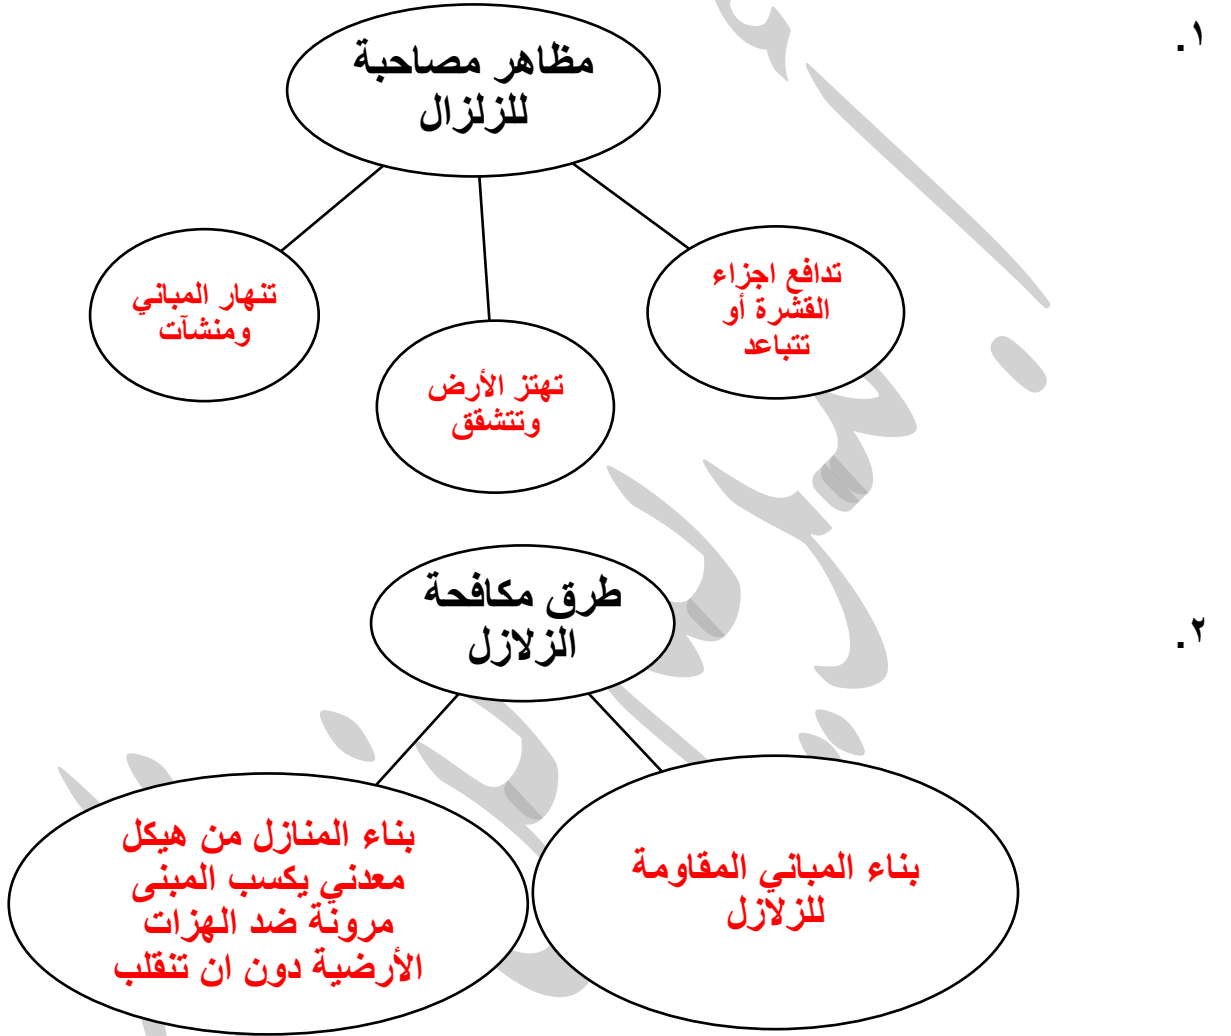 ١.
مظاهر مصاحبة
للزلزال
تدافع اجزاء
القشرة أو
تتباعد
تهتز الأرض
وتتشقق
تنهار المباني
ومنشآت
٢.
طرق مكافحة
الزلازل
بناء المباني المقاومة
للزلازل
بناء المنازل من هيكل
معدني يكسب المبنى
مرونة ضد الهزات
الأرضية دون ان تنقلب